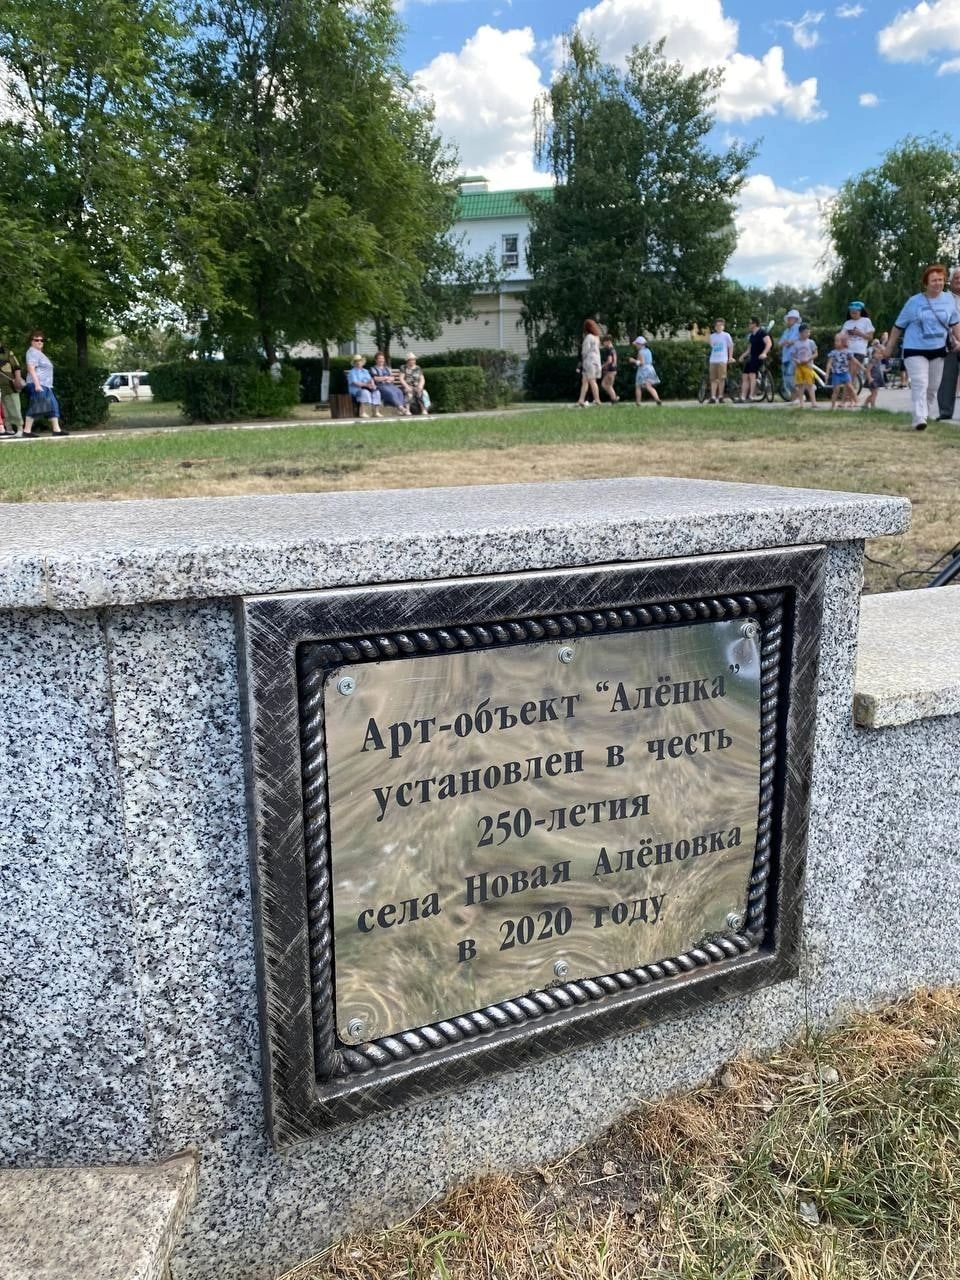 Арт-объект “Алёнка”
установлен в честь
250-летия
села Новая Алёновка
в 2020 году